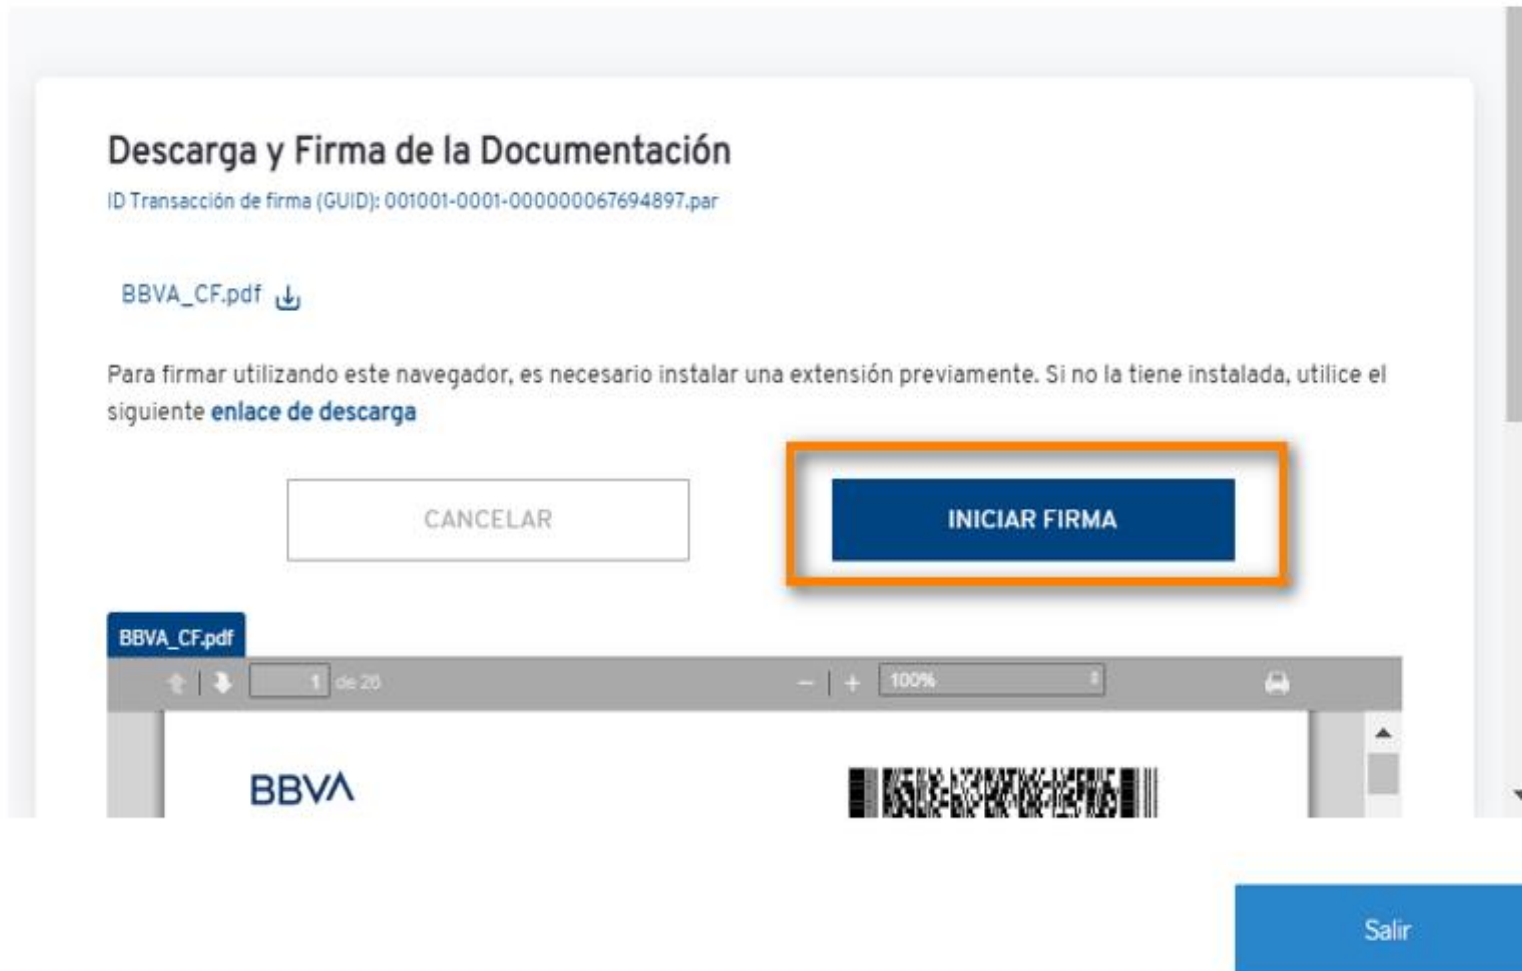 Descarga y Firma de la Documentación
ID Transacción de firma (GUID): 001001-0001-000000067694897.par
BBVA_CF.pdf
Para firmar utilizando este navegador, es necesario instalar una extensión previamente. Si no la tiene instalada, utilice el
siguiente enlace de descarga
CANCELAR
INICIAR FIRMA
BBVA_CF.pdf
1 de 26
100%
BBVA
Salir